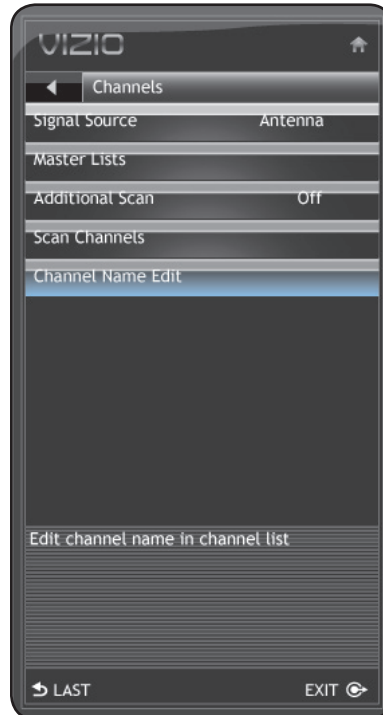 VIZIO
Channels
Signal Source Antenna
Master Lists
Additional Scan Off
Scan Channels
Channel Name Edit
Edit channel name in channel list
LAST EXIT